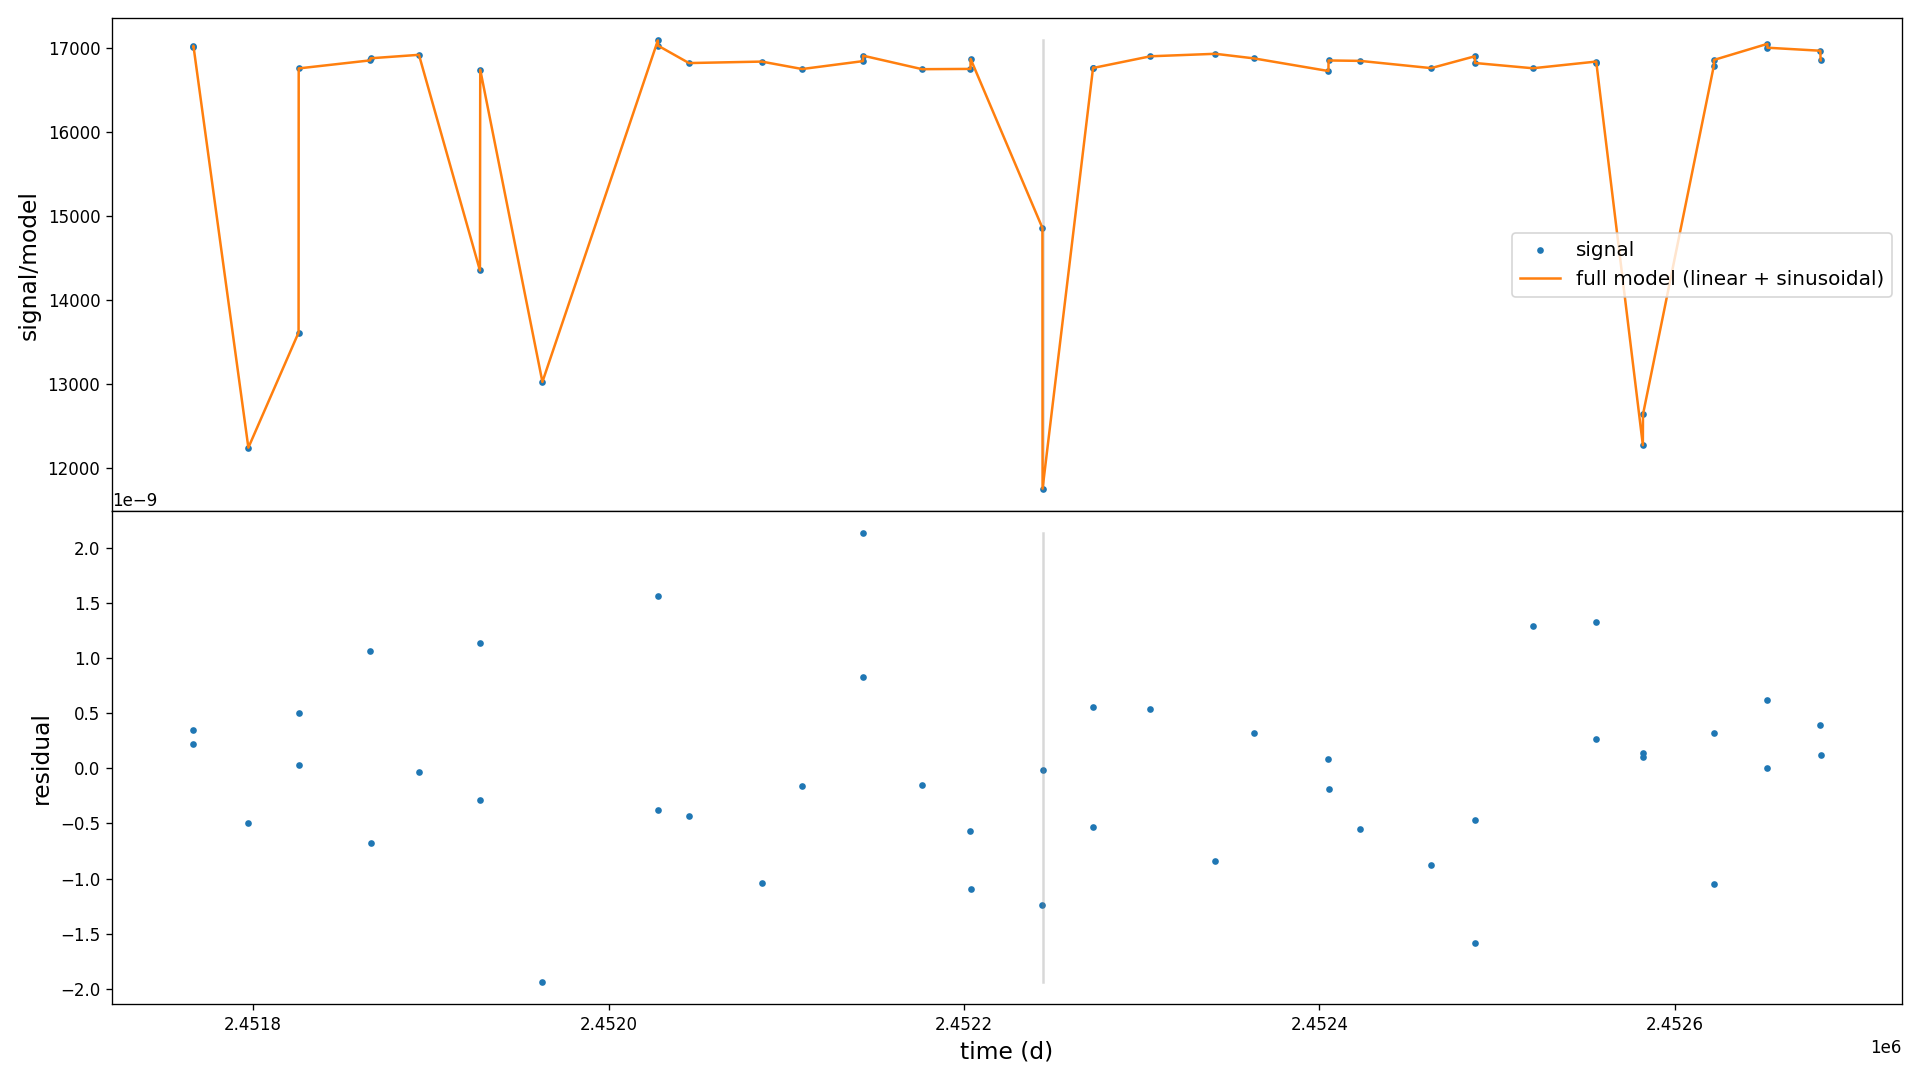 17000
16000
15000
14000
13000
12000
signal/model
signal
full model (linear + sinusoidal)
1e−9
2.0
1.5
1.0
0.5
0.0
−0.5
−1.0
−1.5
−2.0
residual
2.4518 2.4520 2.4522 2.4524 2.4526
time (d)
1e6